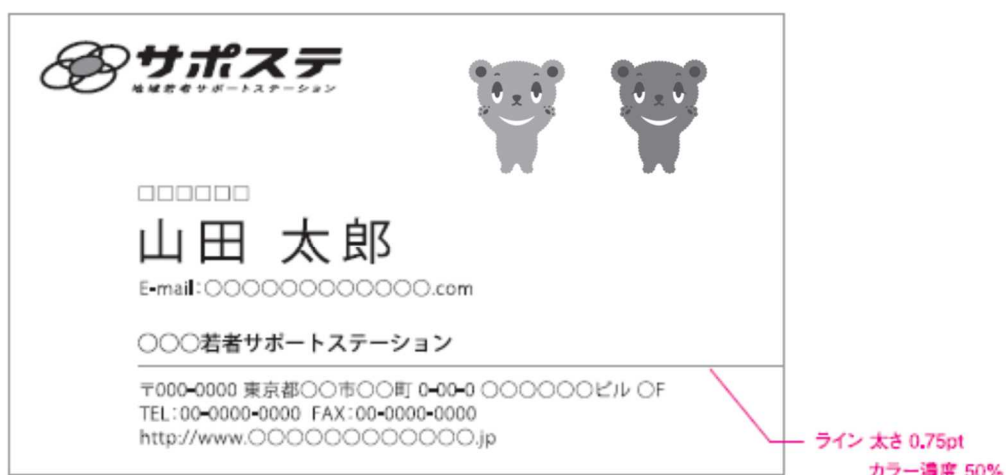 サポステ
地域若者サポートステーション
□□□□□□
山田 太郎
E-mail:○○○○○○○○○○○○.com
○○○若者サポートステーション
〒000-0000 東京都○○市○○町 0-00-0 ○○○○○○ビル ○F
TEL:00-0000-0000 FAX:00-0000-0000
http://www.○○○○○○○○○○○○○.jp
ライン 太さ 0.75pt
カラー濃度 50%